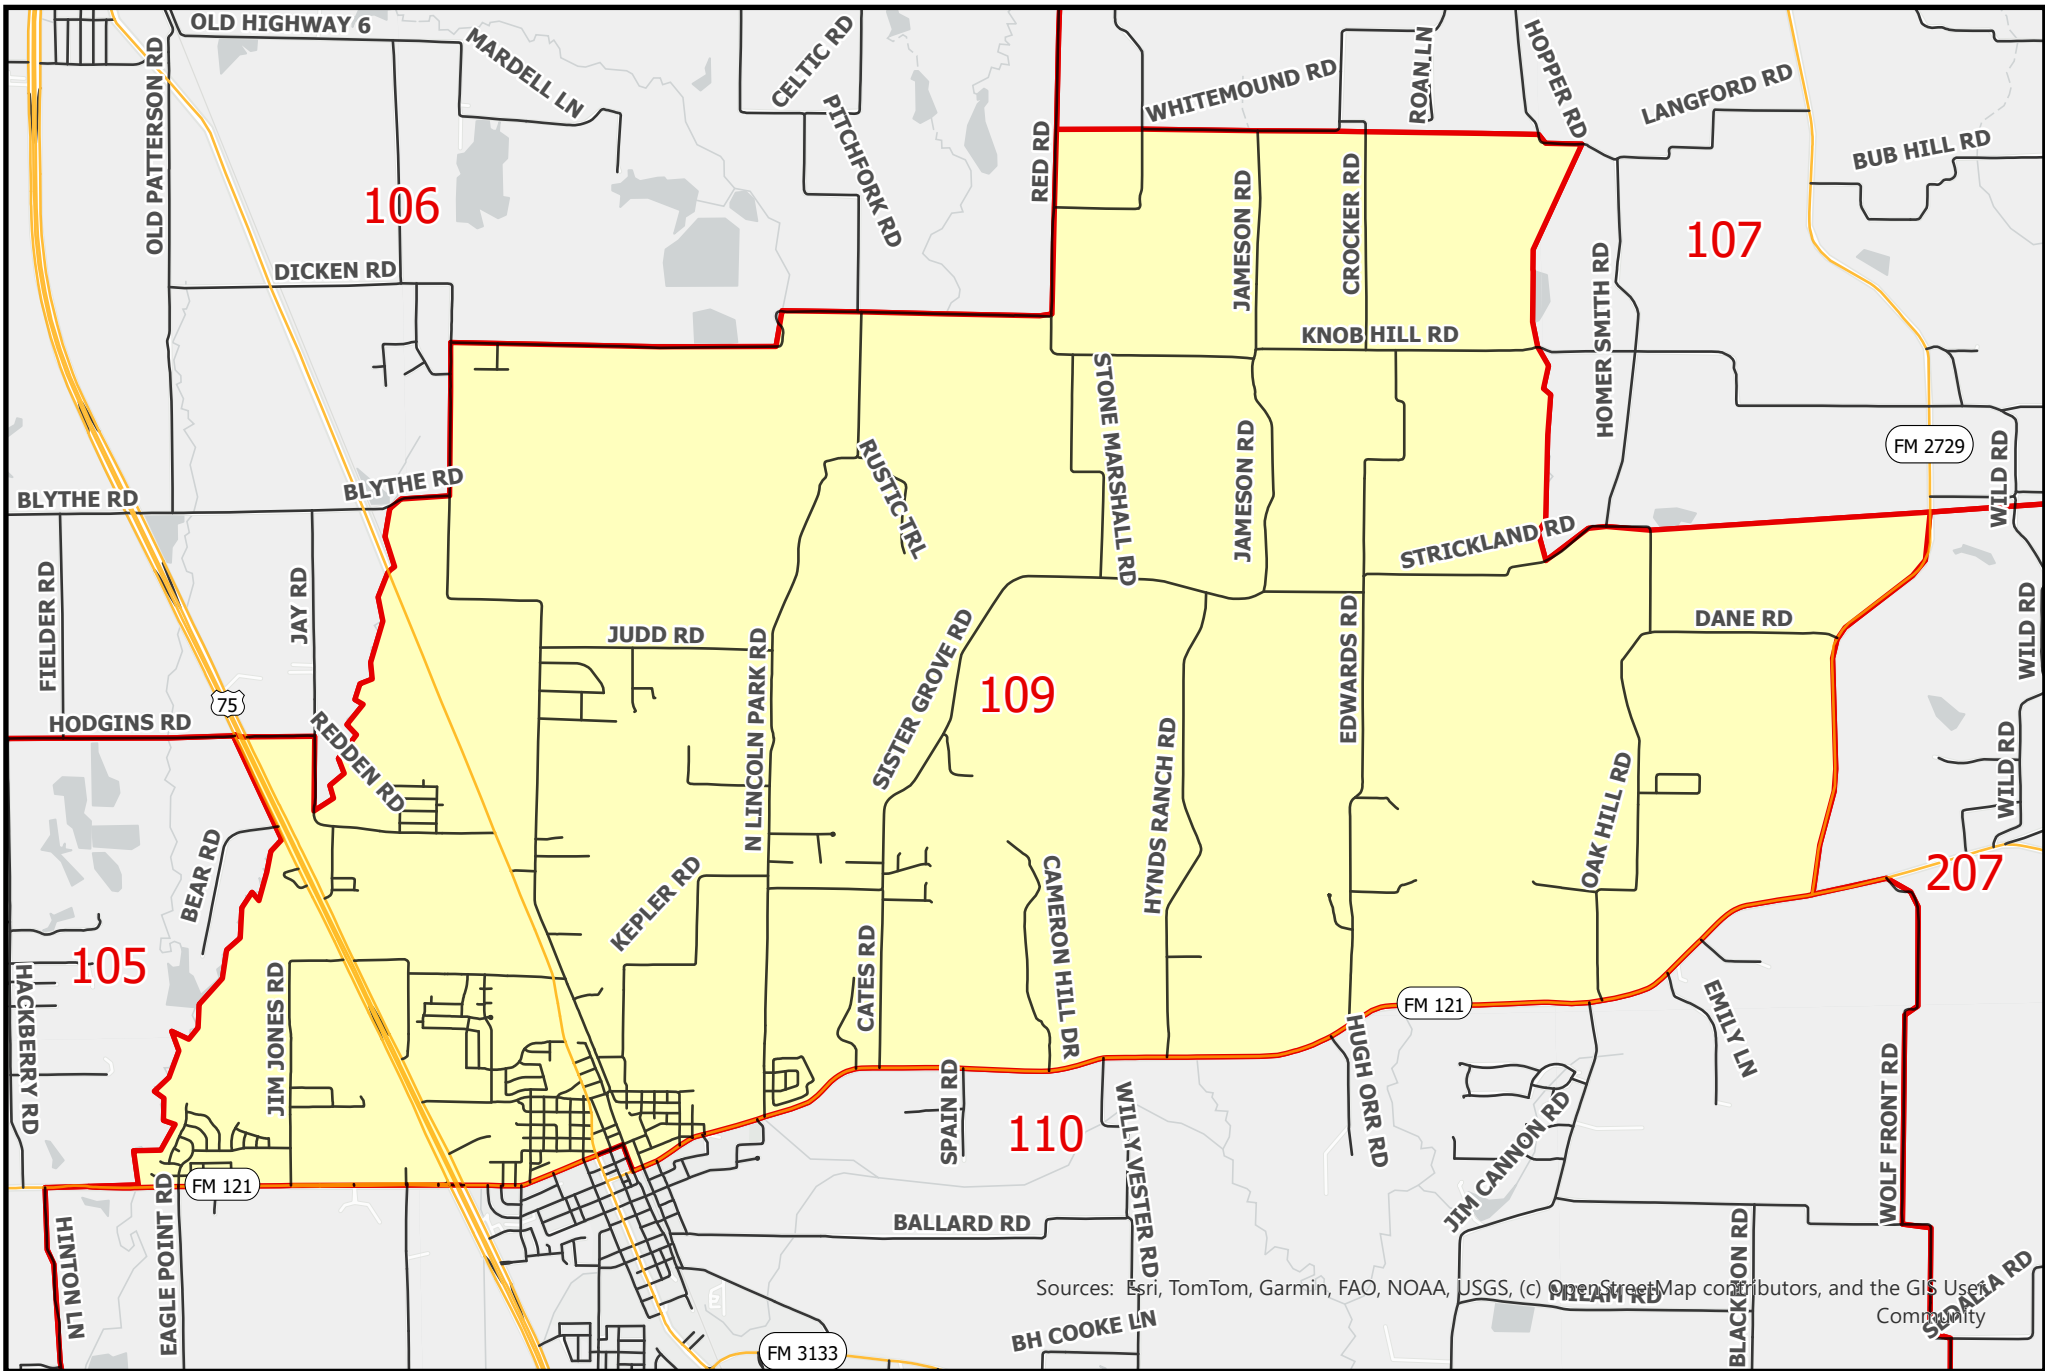 OLD HIGHWAY 6
MARDELL LN
CELTIC RD
PITCHFORK RD
OLD PATTERSON RD
RED RD
WHITEMOUND RD
ROAN LN
HOPPER RD
LANGFORD RD
BUB HILL RD
106
107
DICKEN RD
JAMESON RD
CROCKER RD
HOMER SMITH RD
KNOB HILL RD
STONE MARSHALL RD
FM 2729
WILD RD
BLYTHE RD
BLYTHE RD
RUSTIC TRL
JAMESON RD
STRICKLAND RD
FIELDER RD
JAY RD
JUDD RD
N LINCOLN PARK RD
SISTER GROVE RD
109
EDWARDS RD
DANE RD
WILD RD
75
HODGINS RD
REDDEN RD
HYNDS RANCH RD
OAK HILL RD
WILD RD
BEAR RD
KEPLER RD
CAMERON HILL DR
207
105
HACKBERRY RD
JIM JONES RD
CATES RD
FM 121
EMILY LN
HUGH ORR RD
SPAIN RD
110
WILLY VESTER RD
JIM CANNON RD
WOLF FRONT RD
FM 121
EAGLE POINT RD
HINTON LN
BALLARD RD
BLACKMON RD
MILAM RD
SEDALIA RD
BH COOKE LN
FM 3133
Sources: Esri, TomTom, Garmin, FAO, NOAA, USGS, (c) OpenStreetMap contributors, and the GIS User
Community